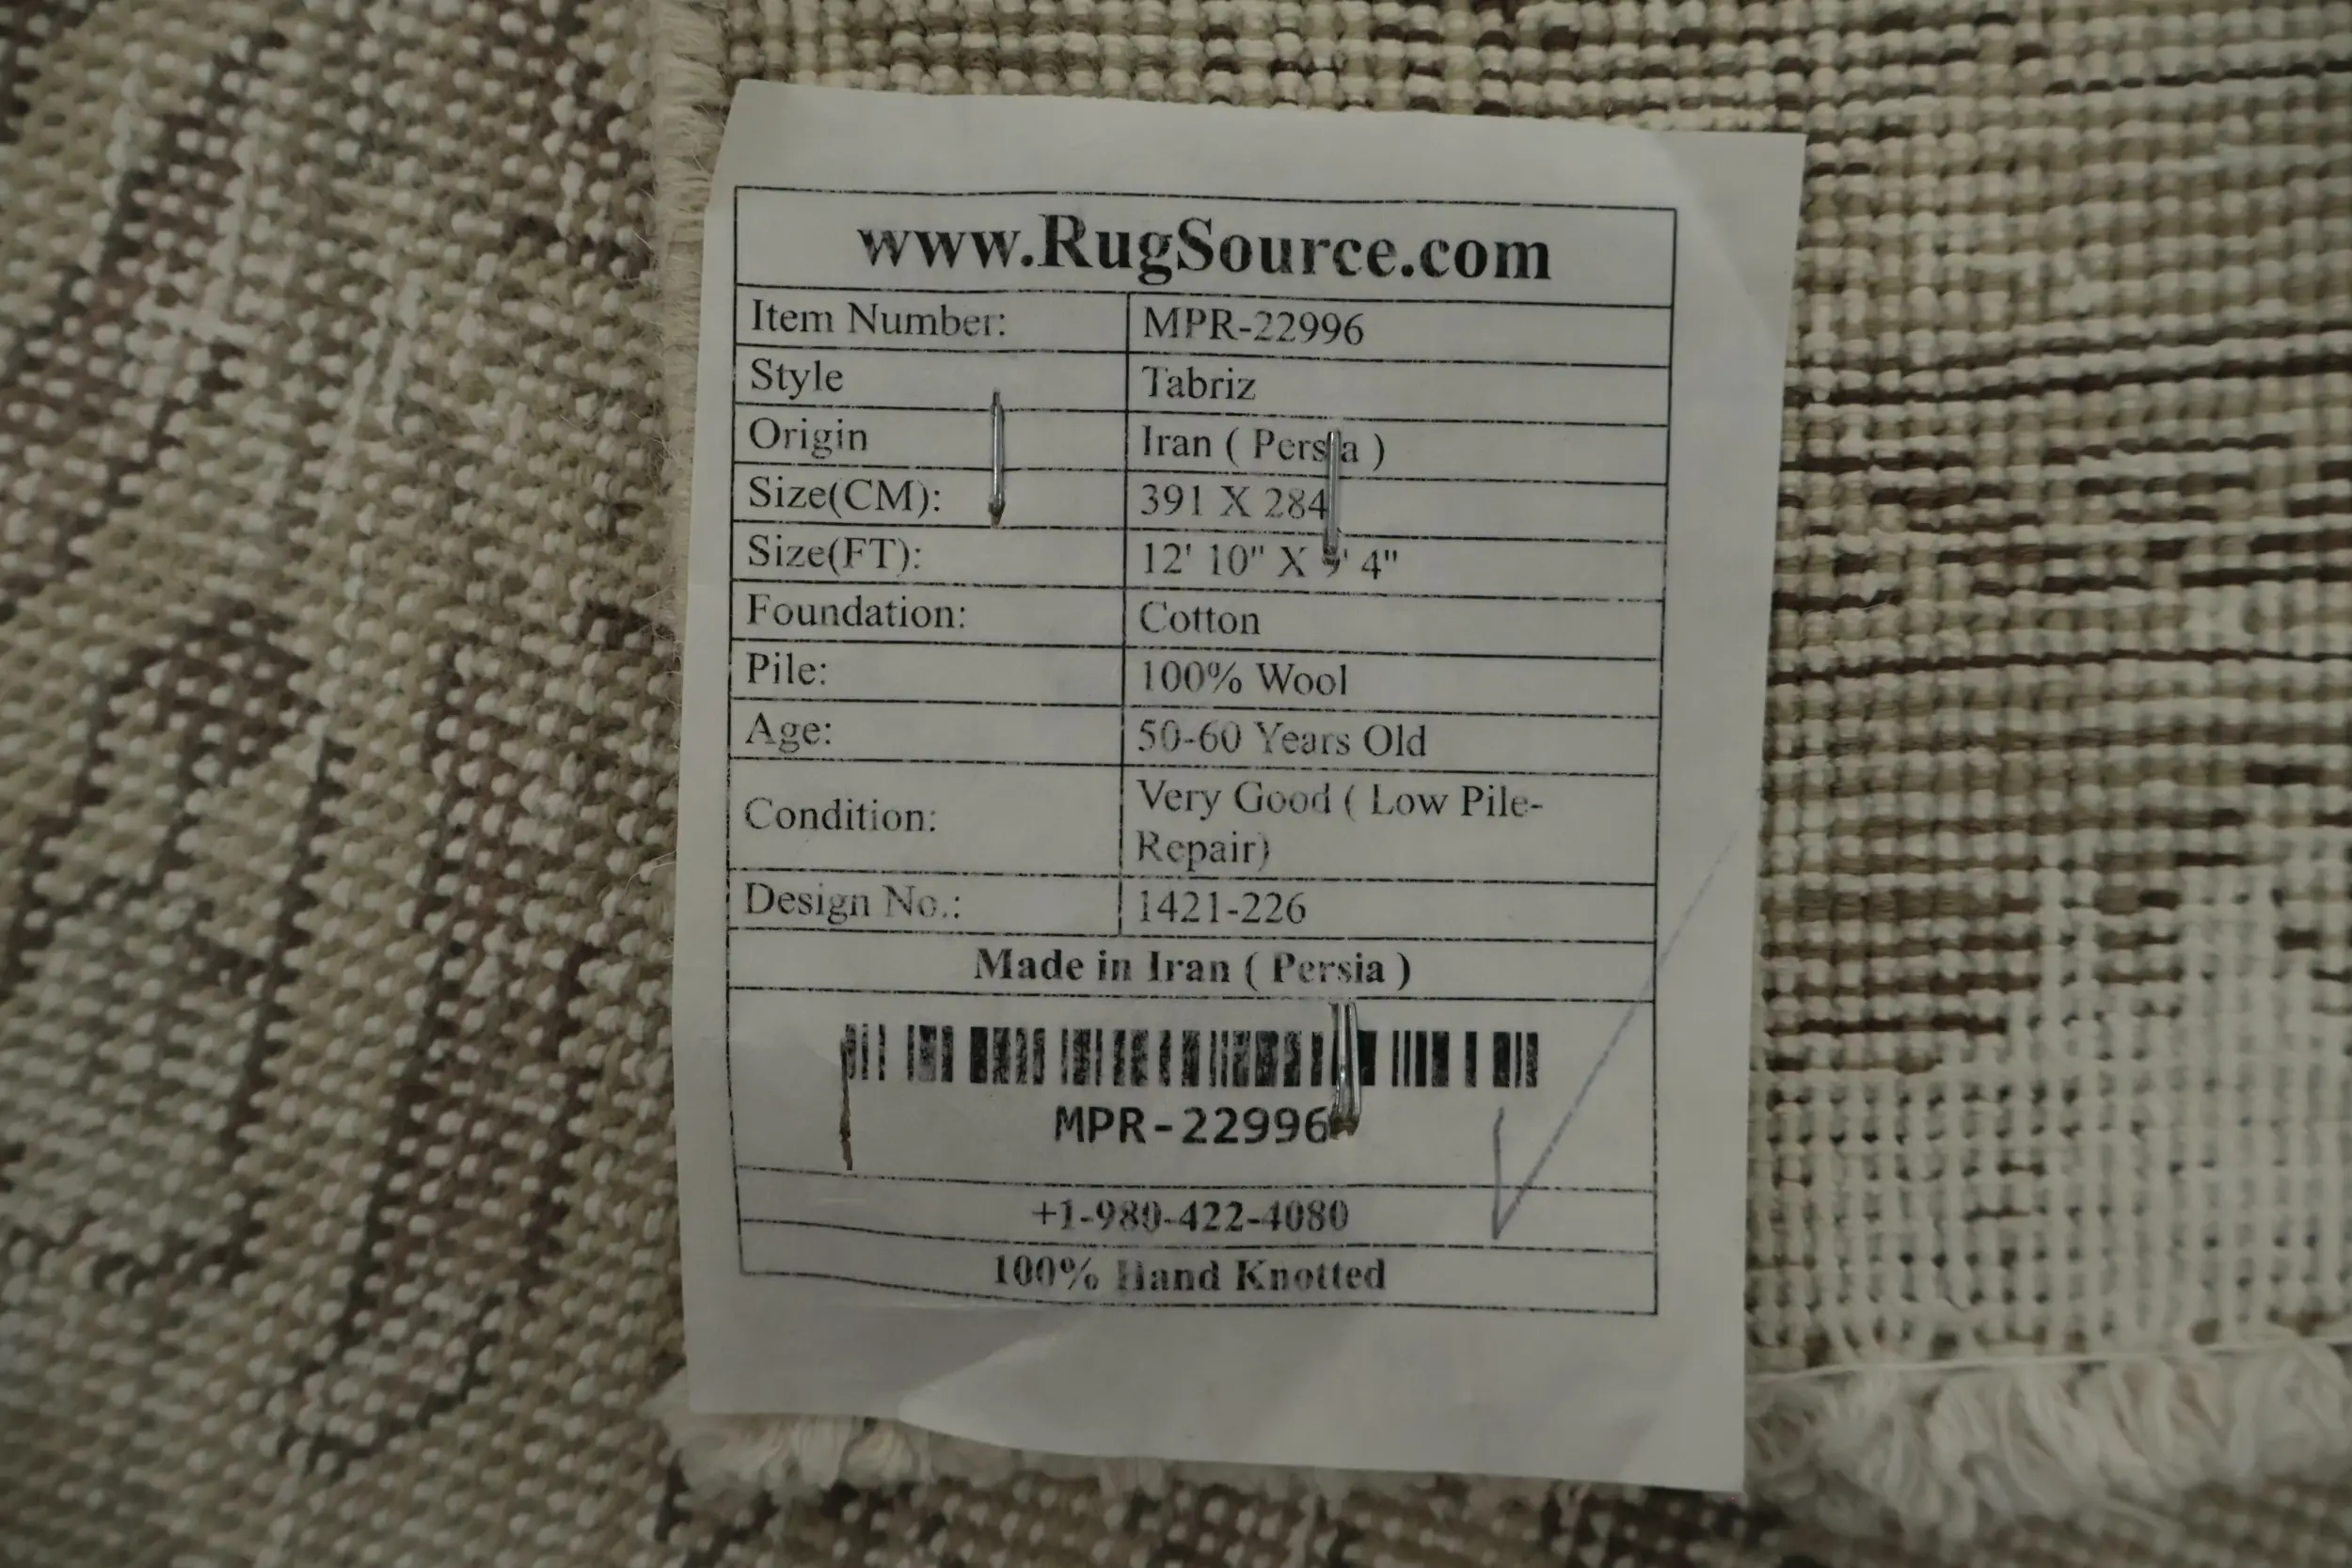 www.RugSource.com
Item Number: MPR-22996
Style Tabriz
Origin Iran ( Persia )
Size(CM): 391 X 284
Size(FT): 12' 10" X 9' 4"
Foundation: Cotton
Pile: 100% Wool
Age: 50-60 Years Old
Condition: Very Good ( Low Pile-
Repair)
Design No.: 1421-226
Made in Iran ( Persia )
MPR-22996
+1-980-422-4080
100% Hand Knotted